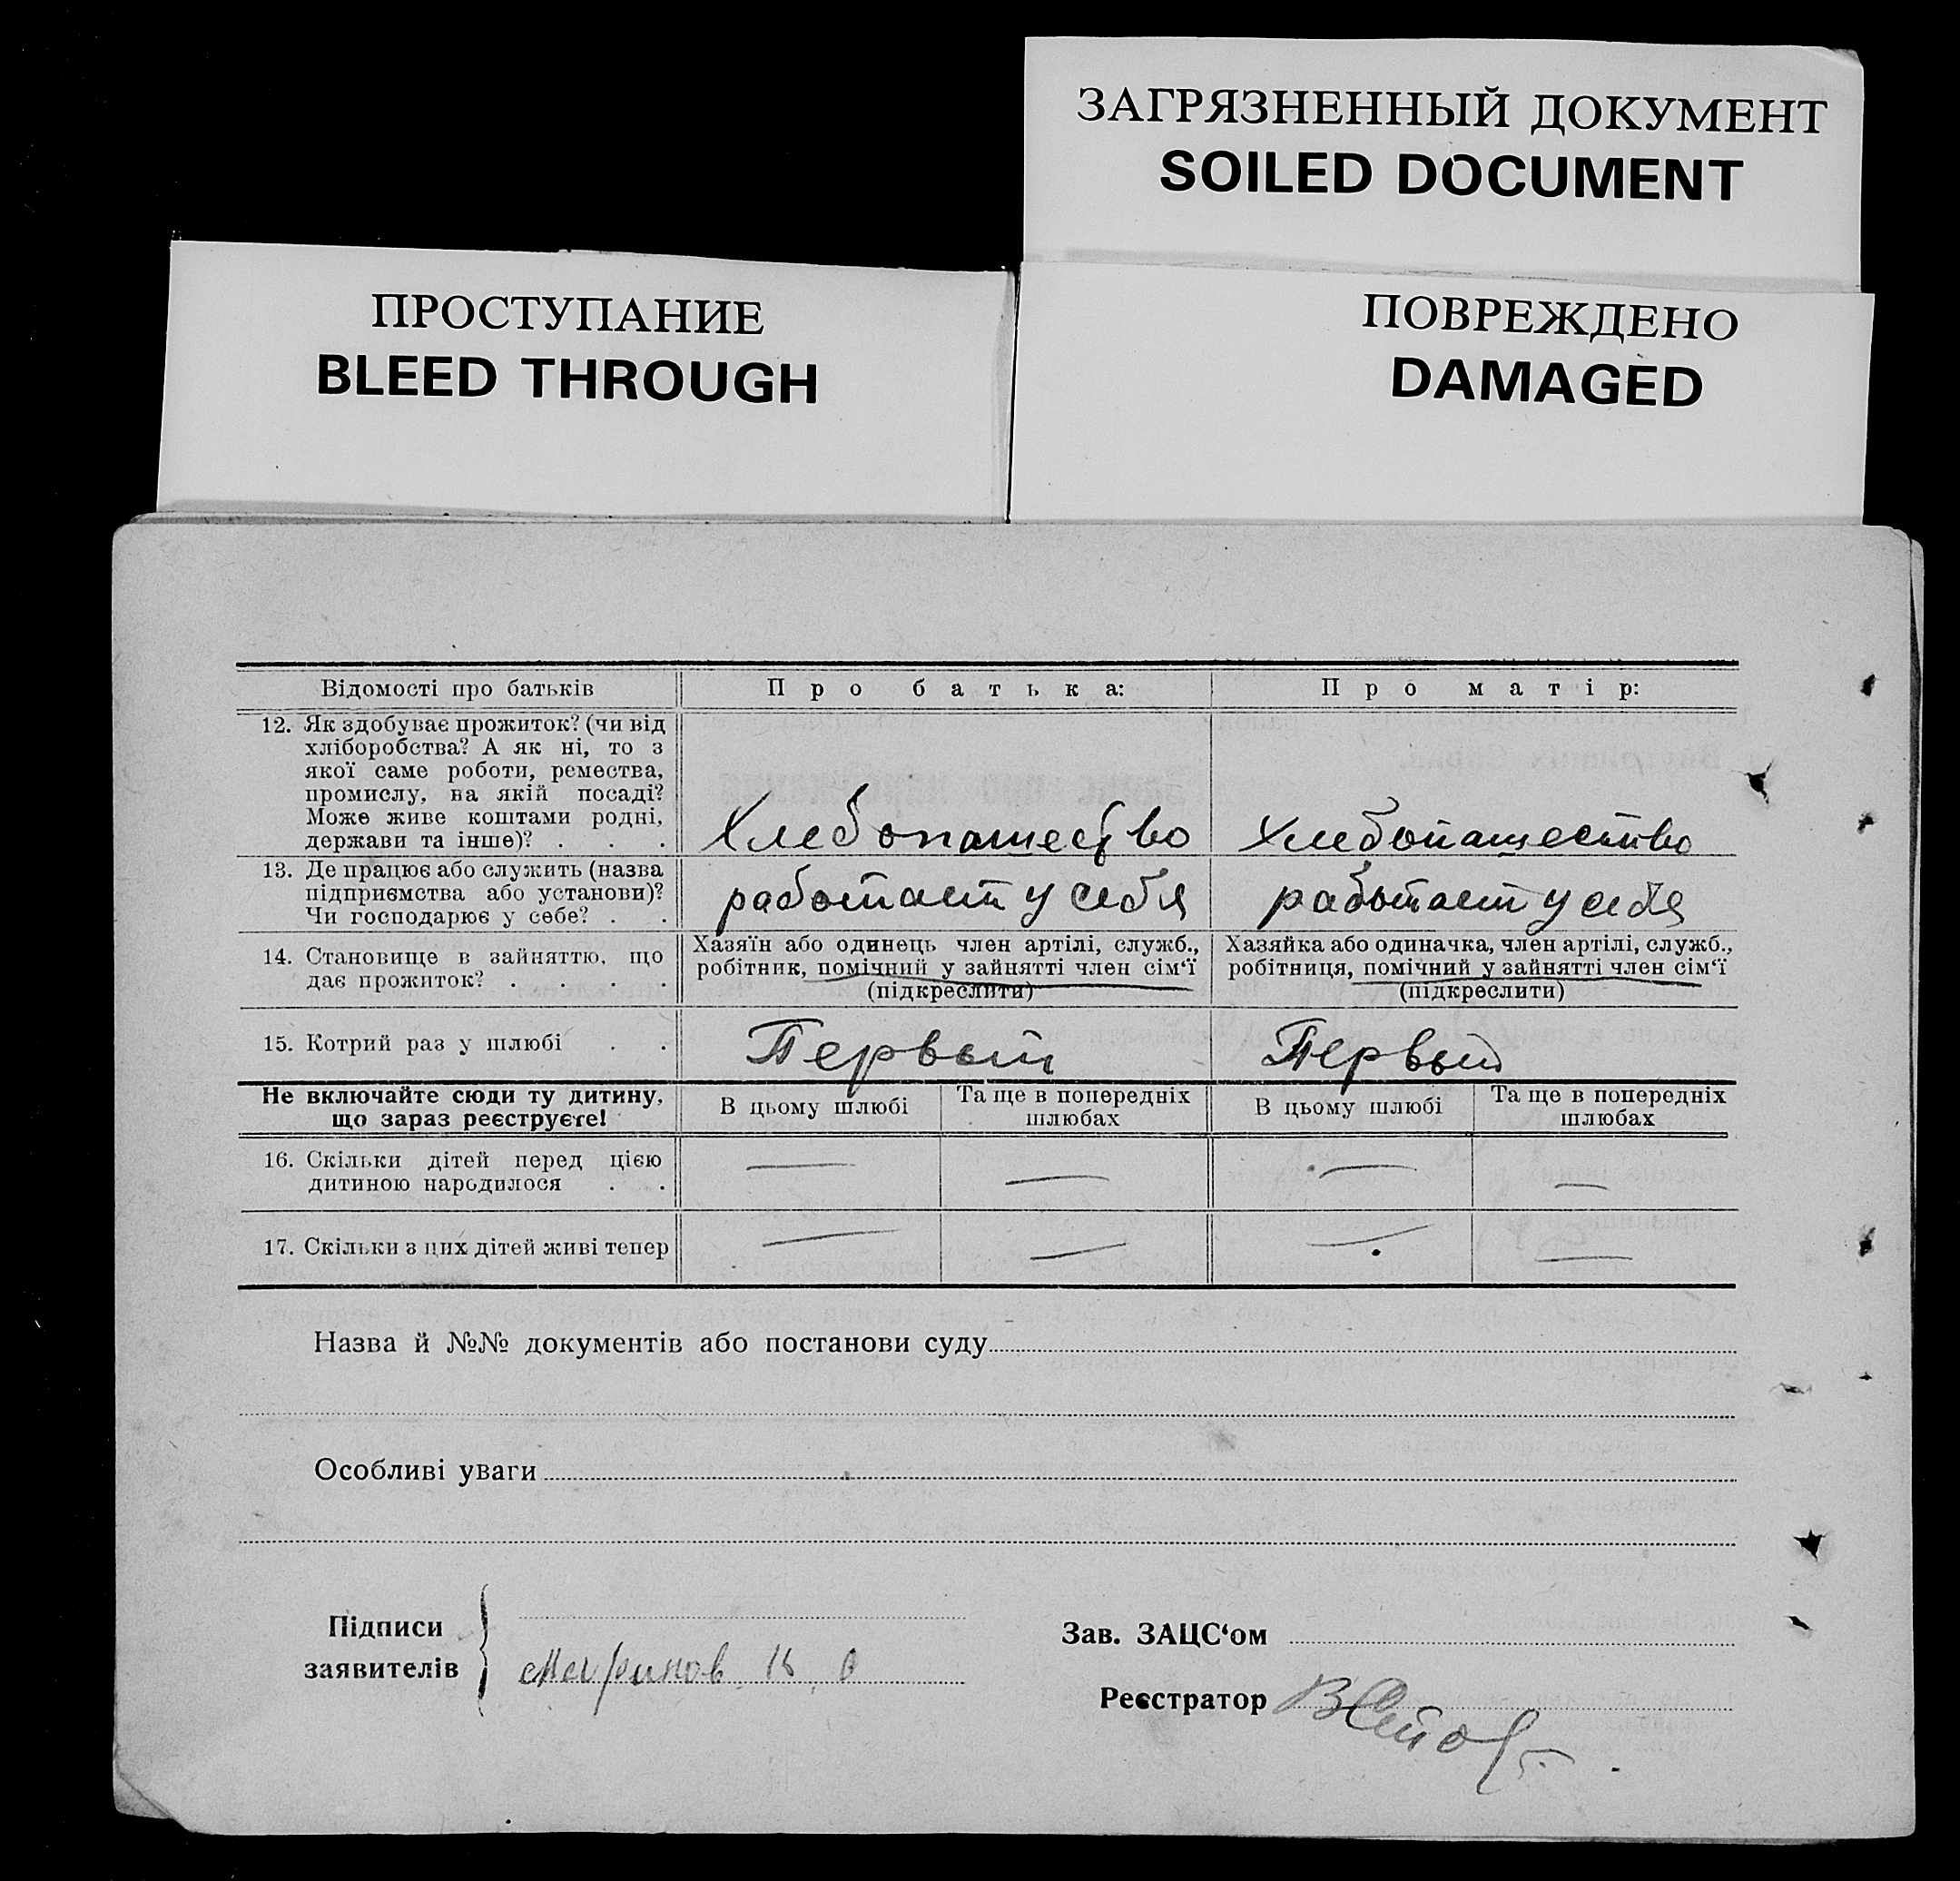 ЗАГРЯЗНЕННЫЙ ДОКУМЕНТ
SOILED DOCUMENT
ПРОСТУПАНИЕ
BLEED THROUGH
ПОВРЕЖДЕНО
DAMAGED
Відомості про батьків
Про батька:
Про матір:
12. Як здобуває прожиток? (чи від
хліборобства? А як ні, то з
якої саме роботи, ремества,
промислу, на якій посаді?
Може живе коштами родні,
держави та інше)? . . .
Хлебопашество
Хлебопашество
13. Де працює або служить (назва
підприємства або установи)?
Чи господарює у себе? . .
работает у себя
работает у себя
14. Становище в зайняттю, що
дає прожиток? . . . .
Хазяїн або одинець член артілі, служб.,
робітник, помічний у зайнятті член сім‘ї
(підкреслити)
Хазяйка або одиначка, член артілі, служб.,
робітниця, помічний у зайнятті член сім‘ї
(підкреслити)
15. Котрий раз у шлюбі . .
Первый
Первый
Не включайте сюди ту дитину,
що зараз реєструєте!
В цьому шлюбі
Та ще в попередніх
шлюбах
В цьому шлюбі
Та ще в попередніх
шлюбах
16. Скільки дітей перед цією
дитиною народилося . .
— — — —
17. Скільки з цих дітей живі тепер
— — — —
Назва й №№ документів або постанови суду
Особливі уваги
Підписи
заявителів
Зав. ЗАЦС‘ом
Реєстратор